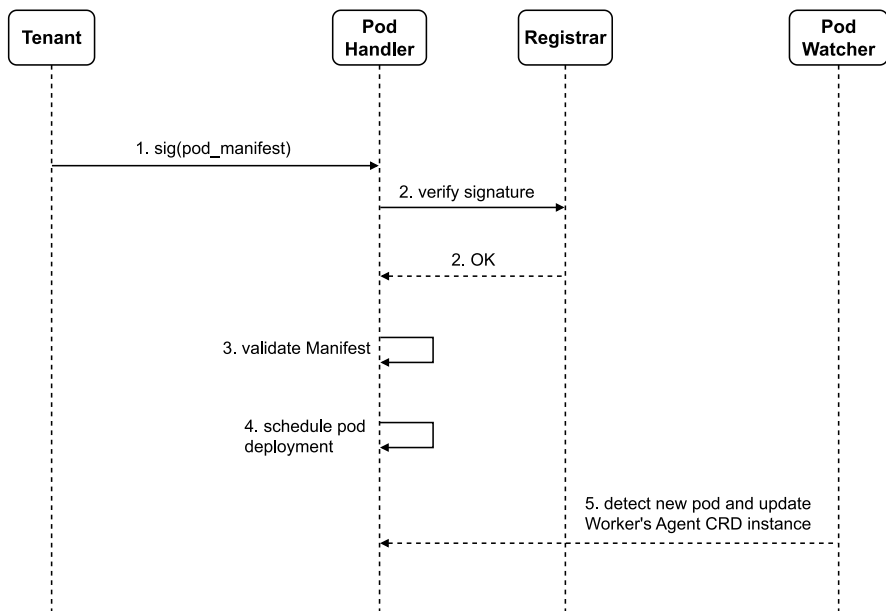 Tenant
Pod
Handler
Registrar
Pod
Watcher
1. sig(pod_manifest)
2. verify signature
2. OK
3. validate Manifest
4. schedule pod
deployment
5. detect new pod and update
Worker's Agent CRD instance